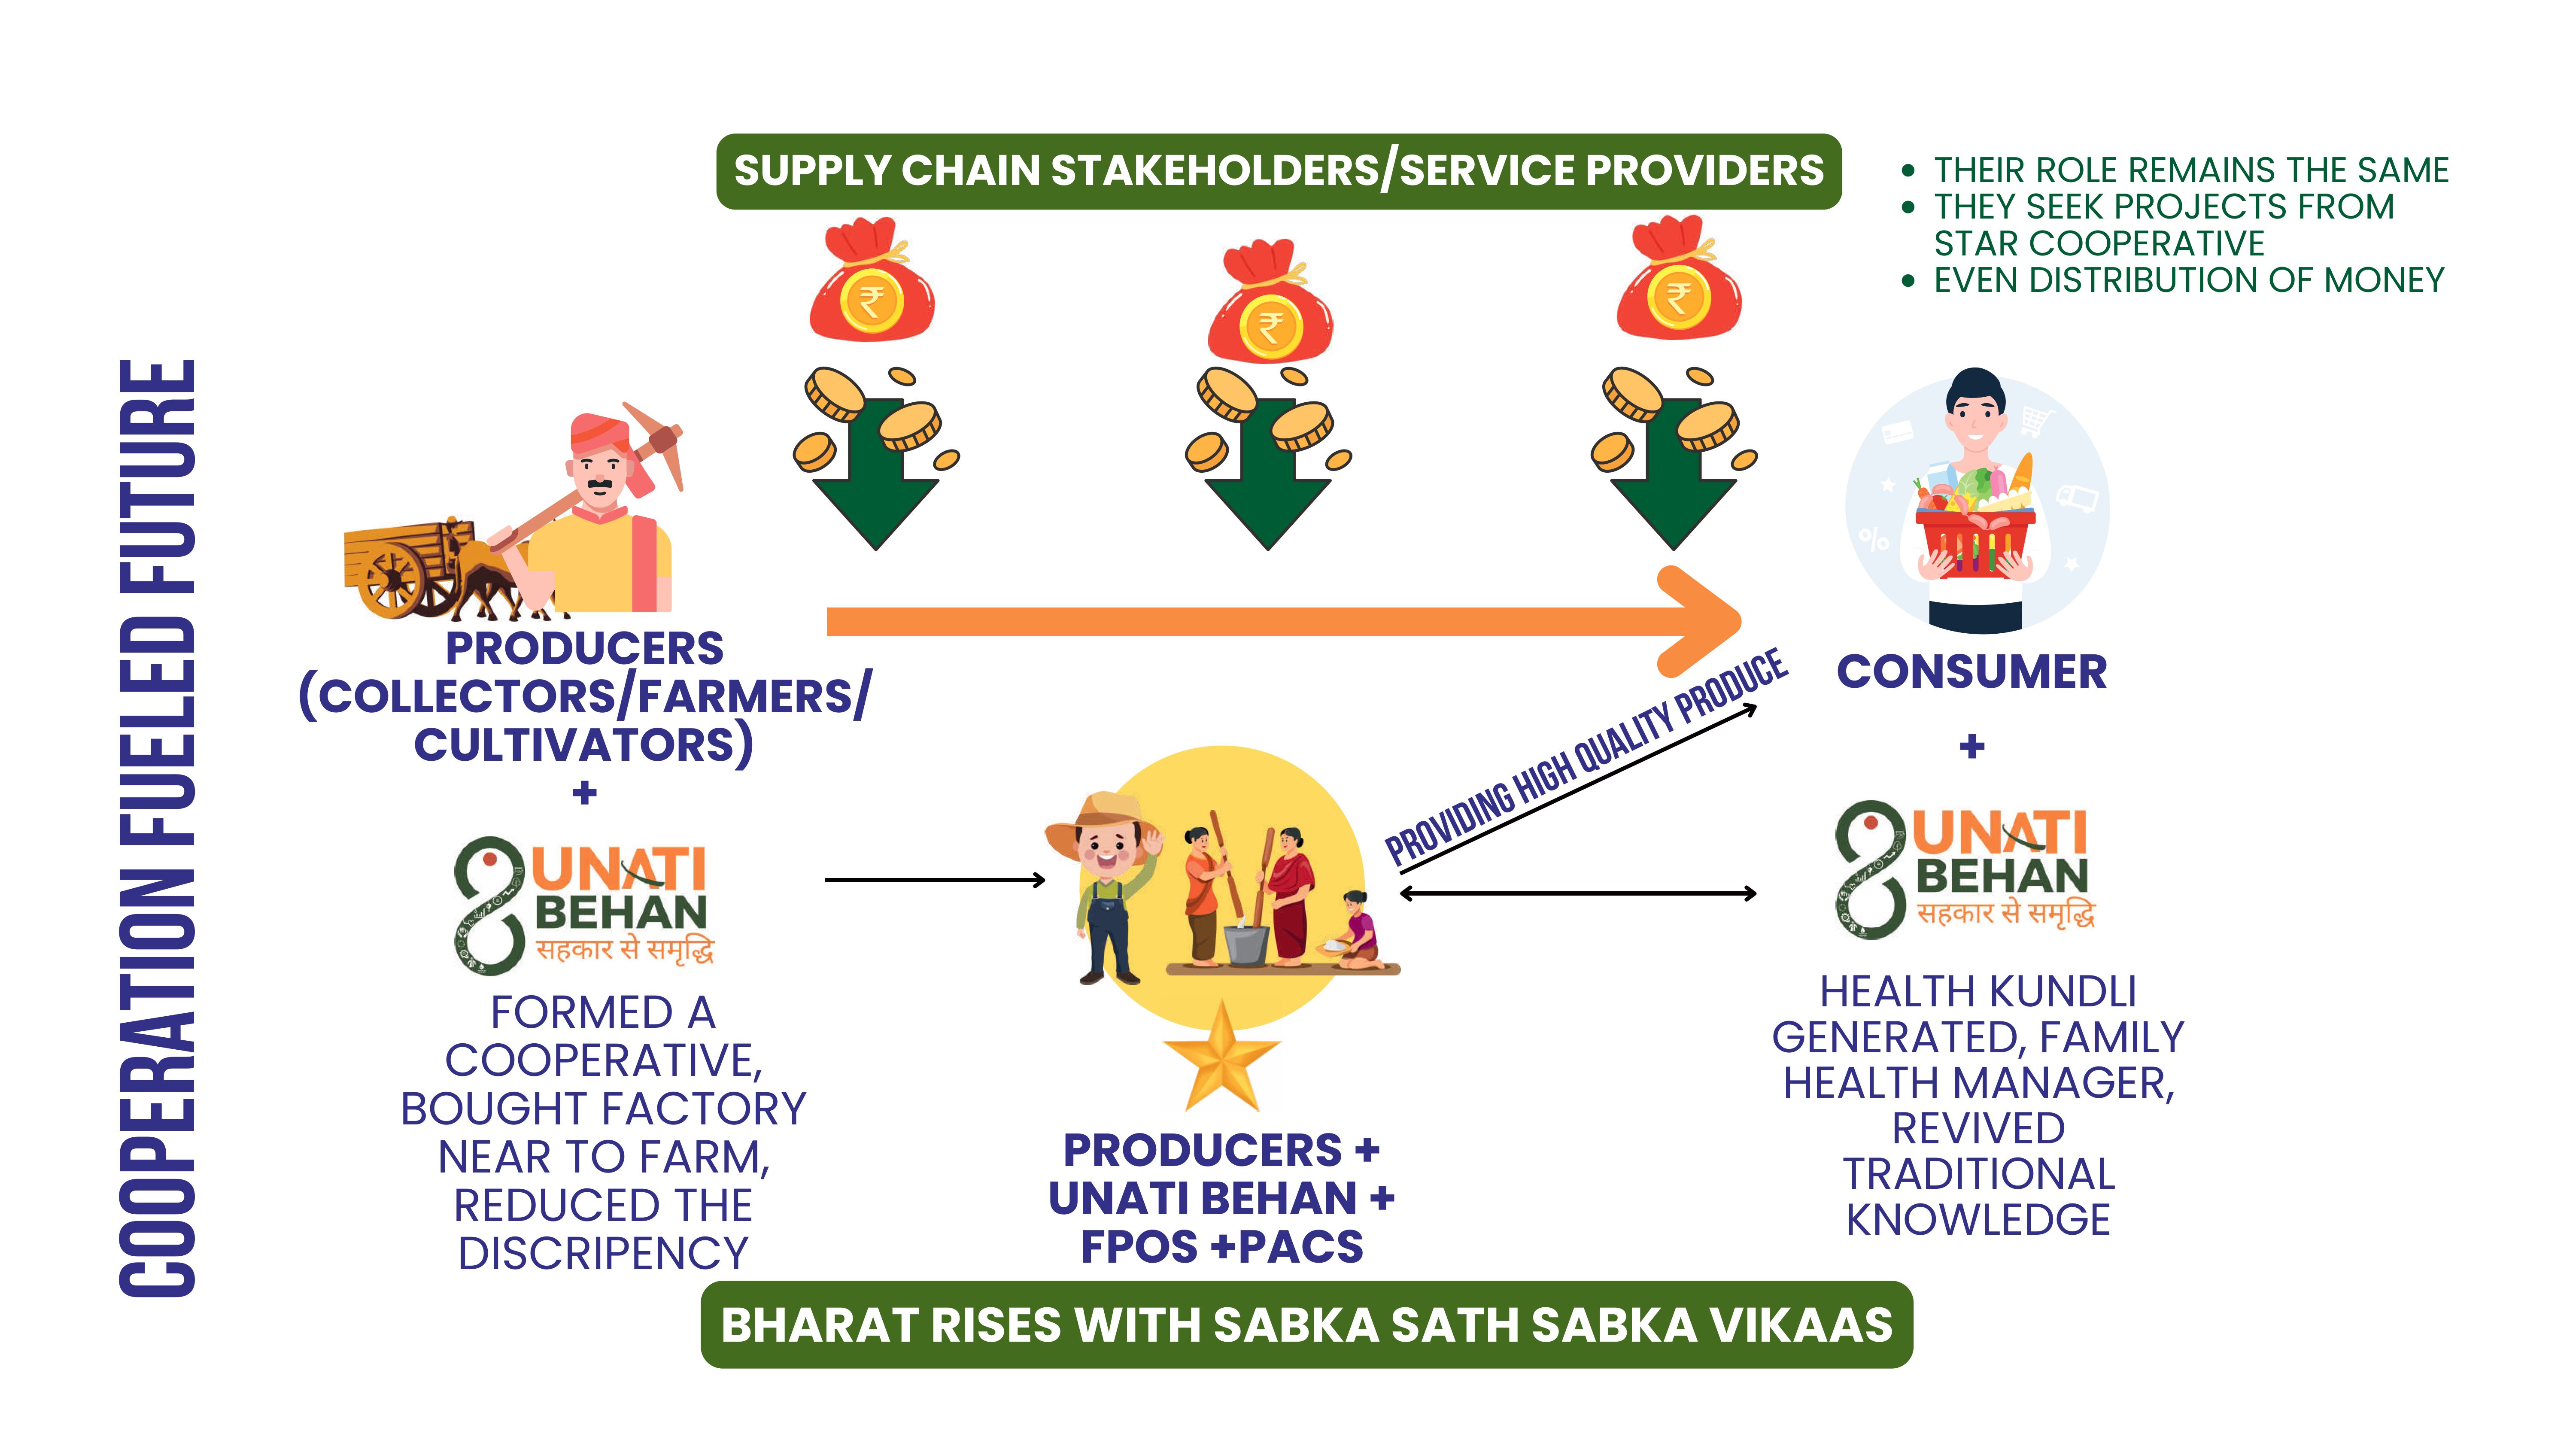 SUPPLY CHAIN STAKEHOLDERS/SERVICE PROVIDERS
• THEIR ROLE REMAINS THE SAME
• THEY SEEK PROJECTS FROM
STAR COOPERATIVE
• EVEN DISTRIBUTION OF MONEY
COOPERATION FUELED FUTURE
₹
₹
₹
%
PRODUCERS
(COLLECTORS/FARMERS/
CULTIVATORS)
+
UNATI
BEHAN
सहकार से समृद्धि
FORMED A
COOPERATIVE,
BOUGHT FACTORY
NEAR TO FARM,
REDUCED THE
DISCRIPENCY
PROVIDING HIGH QUALITY PRODUCE
PRODUCERS +
UNATI BEHAN +
FPOS +PACS
CONSUMER
+
UNATI
BEHAN
सहकार से समृद्धि
HEALTH KUNDLI
GENERATED, FAMILY
HEALTH MANAGER,
REVIVED
TRADITIONAL
KNOWLEDGE
BHARAT RISES WITH SABKA SATH SABKA VIKAAS